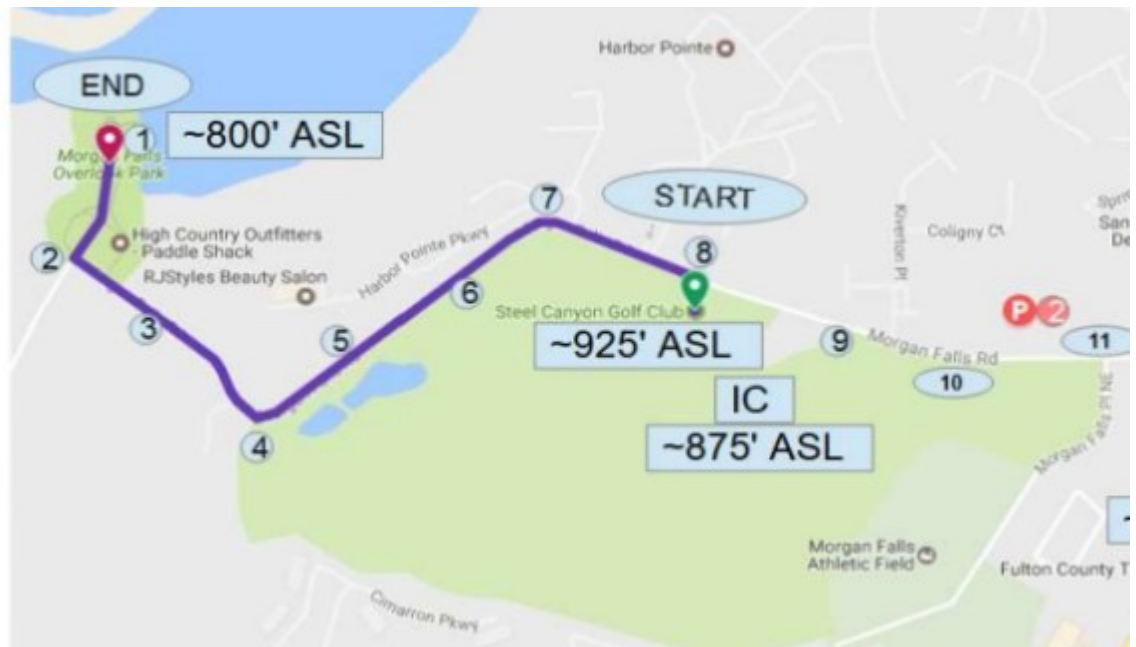 Harbor Pointe
END
1
~800' ASL
Morgan Falls
Overlook Park
7
START
Kiverton Pl
Coligny Ct
2
High Country Outfitters
- Paddle Shack
Harbor Pointe Pkwy
8
RJStyles Beauty Salon
6
3
Steel Canyon Golf Club
P
2
5
~925' ASL
9
Morgan Falls Rd
11
10
IC
4
~875' ASL
Morgan Falls Pl NE
Morgan Falls
Athletic Field
Fulton County T
Cimarron Pkwy